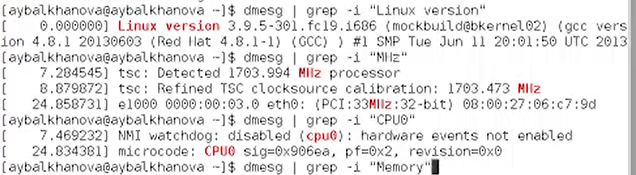 [aybalkhanova@aybalkhanova ~]$ dmesg | grep -i "Linux version"
[    0.000000] Linux version 3.9.5-301.fc19.i686 (mockbuild@bkernel02) (gcc vers
ion 4.8.1 20130603 (Red Hat 4.8.1-1) (GCC) ) #1 SMP Tue Jun 11 20:01:50 UTC 2013
[aybalkhanova@aybalkhanova ~]$ dmesg | grep -i "MHz"
[    7.284545] tsc: Detected 1703.994 MHz processor
[    8.879872] tsc: Refined TSC clocksource calibration: 1703.473 MHz
[   24.858731] e1000 0000:00:03.0 eth0: (PCI:33MHz:32-bit) 08:00:27:06:c7:9d
[aybalkhanova@aybalkhanova ~]$ dmesg | grep -i "CPU0"
[    7.469232] NMI watchdog: disabled (cpu0): hardware events not enabled
[   24.834381] microcode: CPU0 sig=0x906ea, pf=0x2, revision=0x0
[aybalkhanova@aybalkhanova ~]$ dmesg | grep -i "Memory"